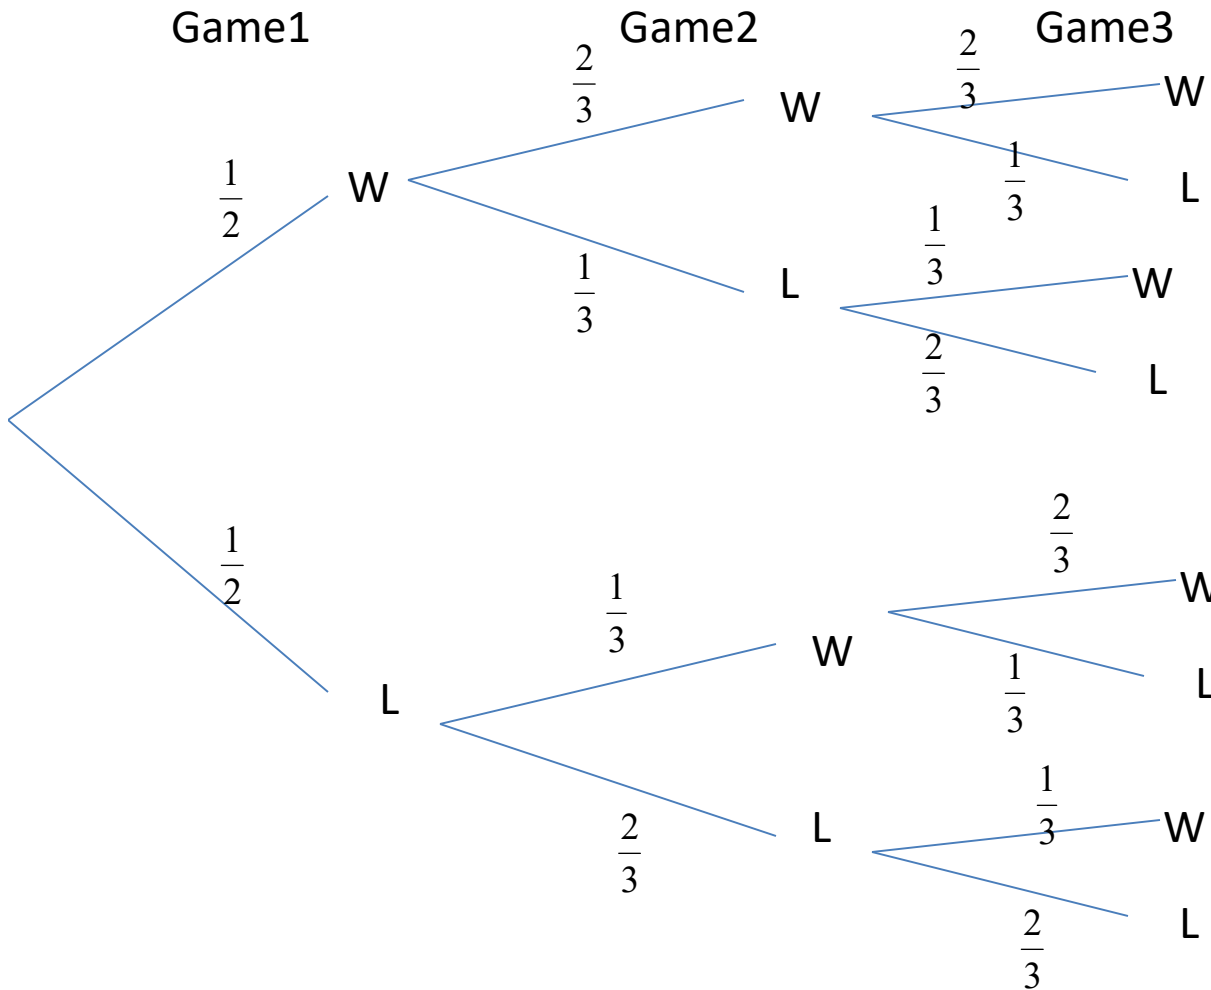 Game1 Game2 Game3
2/3 2/3 W
W
1/2 W 1/3 L
1/3 1/3 W
L
2/3 L
2/3
1/2 1/3 W
W
L 1/3 L
1/3
2/3 L W
2/3 L